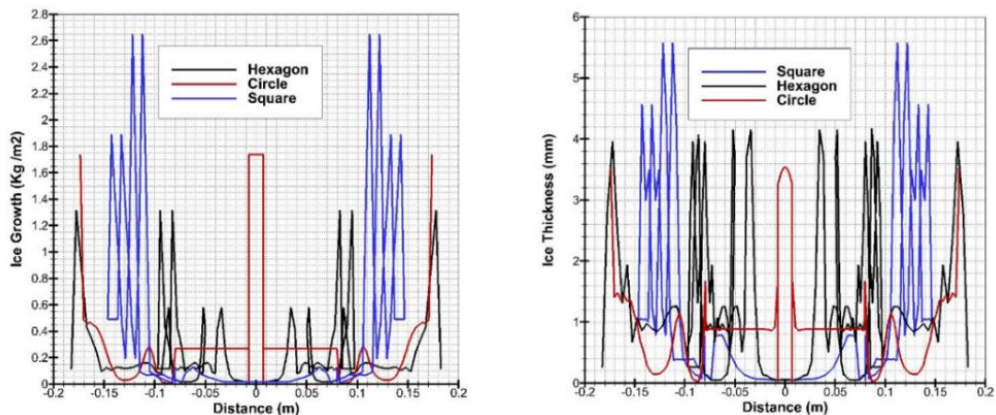 2.8
2.6
2.4
2.2
2
1.8
1.6
1.4
1.2
1
0.8
0.6
0.4
0.2
0
Ice Growth (Kg /m2)
Hexagon
Circle
Square
-0.2 -0.15 -0.1 -0.05 0 0.05 0.1 0.15 0.2
Distance (m)
6
5
4
3
2
1
0
Ice Thickness (mm)
Square
Hexagon
Circle
-0.2 -0.15 -0.1 -0.05 0 0.05 0.1 0.15 0.2
Distance (m)